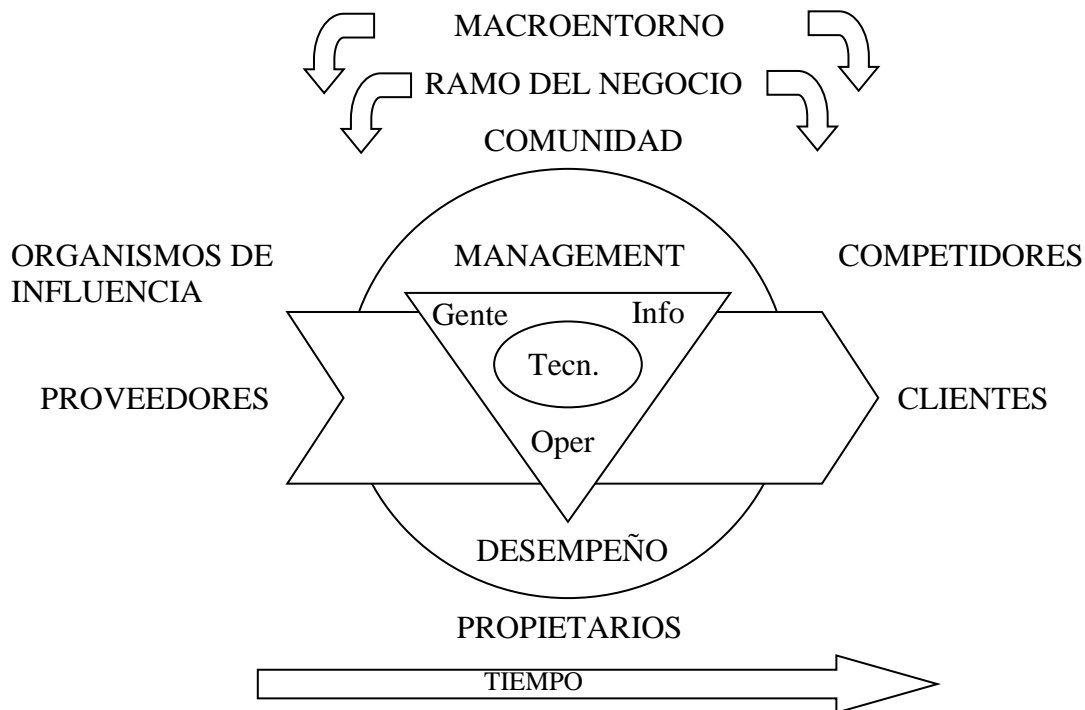 MACROENTORNO
RAMO DEL NEGOCIO
COMUNIDAD
ORGANISMOS DE
INFLUENCIA
MANAGEMENT
COMPETIDORES
Gente
Info
Tecn.
PROVEEDORES
CLIENTES
Oper
DESEMPEÑO
PROPIETARIOS
TIEMPO